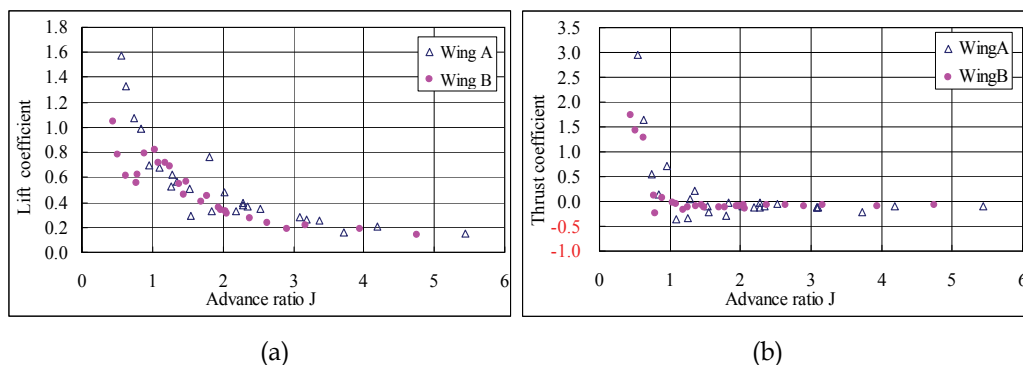 1.8
1.6
1.4
1.2
1.0
0.8
0.6
0.4
0.2
0.0
Lift coefficient
0 1 2 3 4 5 6
Advance ratio J
Wing A
Wing B
(a)
3.5
3.0
2.5
2.0
1.5
1.0
0.5
0.0
-0.5
-1.0
Thrust coefficient
0 1 2 3 4 5 6
Advance ratio J
WingA
WingB
(b)